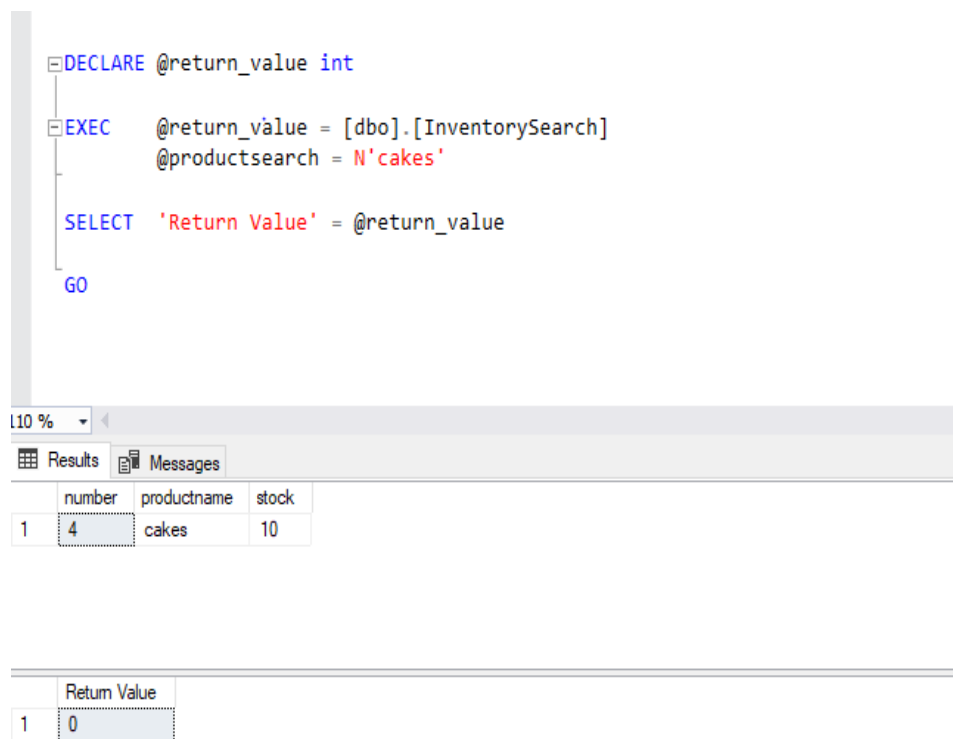 DECLARE @return_value int
EXEC @return_value = [dbo].[InventorySearch]
@productsearch = N'cakes'
SELECT 'Return Value' = @return_value
GO
110 %
Results Messages
number productname stock
1 4 cakes 10
Return Value
1 0